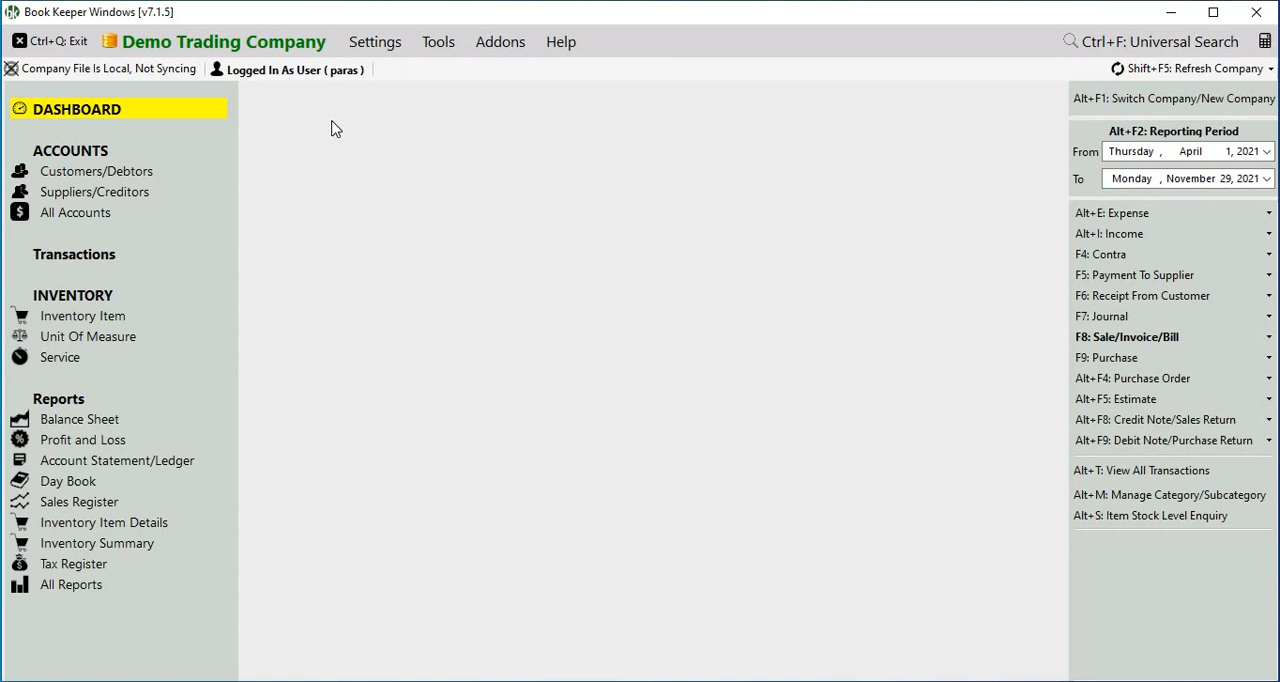 Book Keeper Windows [v7.1.5]
Ctrl+Q: Exit Demo Trading Company Settings Tools Addons Help Ctrl+F: Universal Search
Company File Is Local, Not Syncing Logged In As User ( paras ) Shift+F5: Refresh Company
DASHBOARD
ACCOUNTS
Customers/Debtors
Suppliers/Creditors
All Accounts
Transactions
INVENTORY
Inventory Item
Unit Of Measure
Service
Reports
Balance Sheet
Profit and Loss
Account Statement/Ledger
Day Book
Sales Register
Inventory Item Details
Inventory Summary
Tax Register
All Reports
Alt+F1: Switch Company/New Company
Alt+F2: Reporting Period
From Thursday , April 1, 2021
To Monday , November 29, 2021
Alt+E: Expense
Alt+I: Income
F4: Contra
F5: Payment To Supplier
F6: Receipt From Customer
F7: Journal
F8: Sale/Invoice/Bill
F9: Purchase
Alt+F4: Purchase Order
Alt+F5: Estimate
Alt+F8: Credit Note/Sales Return
Alt+F9: Debit Note/Purchase Return
Alt+T: View All Transactions
Alt+M: Manage Category/Subcategory
Alt+S: Item Stock Level Enquiry